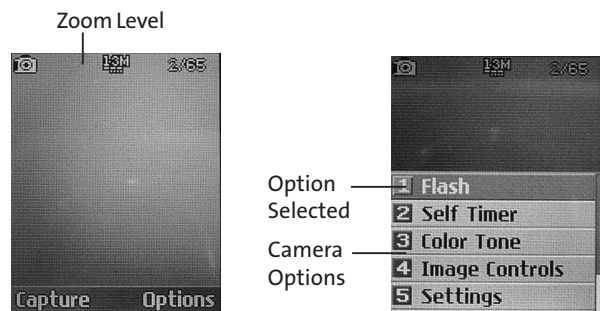 Zoom Level
1.3M 2/65
Capture Options
1.3M 2/65
Option
Selected
Camera
Options
1 Flash
2 Self Timer
3 Color Tone
4 Image Controls
5 Settings